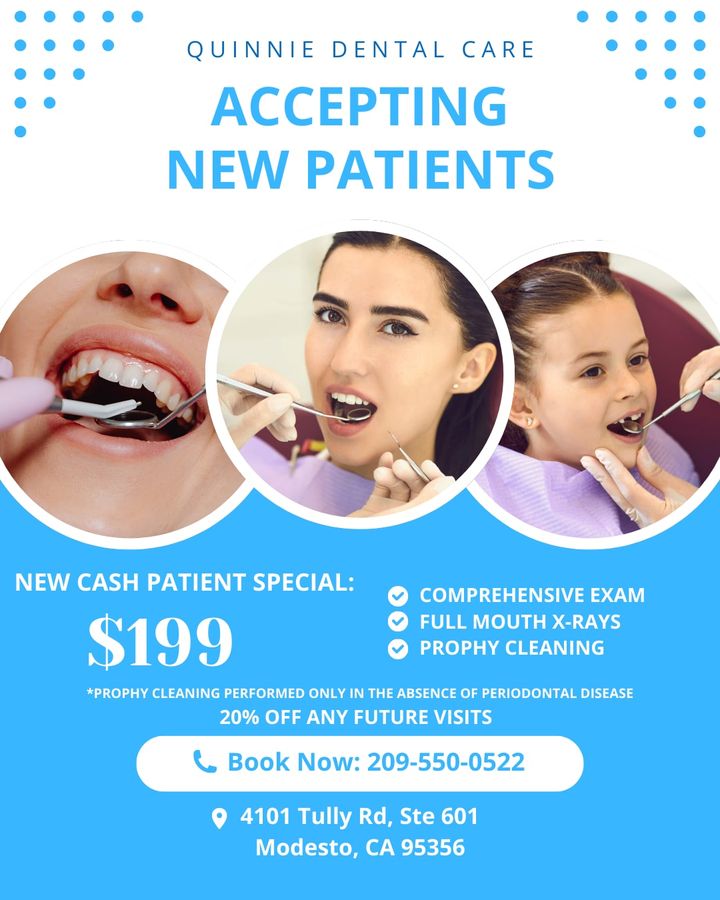 QUINNIE DENTAL CARE
ACCEPTING
NEW PATIENTS
NEW CASH PATIENT SPECIAL:
$199
COMPREHENSIVE EXAM
FULL MOUTH X-RAYS
PROPHY CLEANING
*PROPHY CLEANING PERFORMED ONLY IN THE ABSENCE OF PERIODONTAL DISEASE
20% OFF ANY FUTURE VISITS
Book Now: 209-550-0522
4101 Tully Rd, Ste 601
Modesto, CA 95356